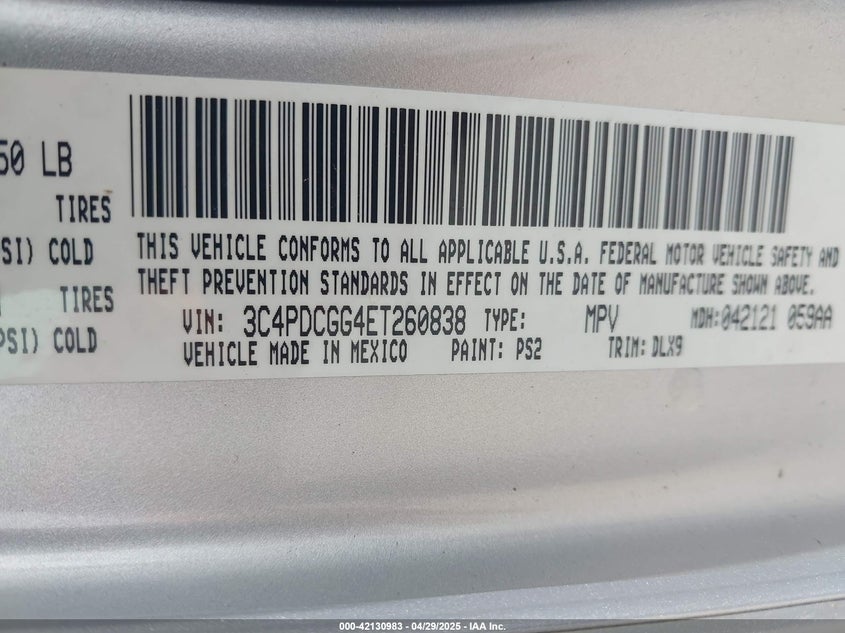 50 LB
TIRES
SI) COLD
TIRES
PSI) COLD
THIS VEHICLE CONFORMS TO ALL APPLICABLE U.S.A. FEDERAL MOTOR VEHICLE SAFETY AND
THEFT PREVENTION STANDARDS IN EFFECT ON THE DATE OF MANUFACTURE SHOWN ABOVE.
VIN: 3C4PDCGG4ET260838 TYPE: MPV MDH:042121 059AA
VEHICLE MADE IN MEXICO PAINT: PS2 TRIM: DLX9
000-42130983 - 04/29/2025 - IAA Inc.